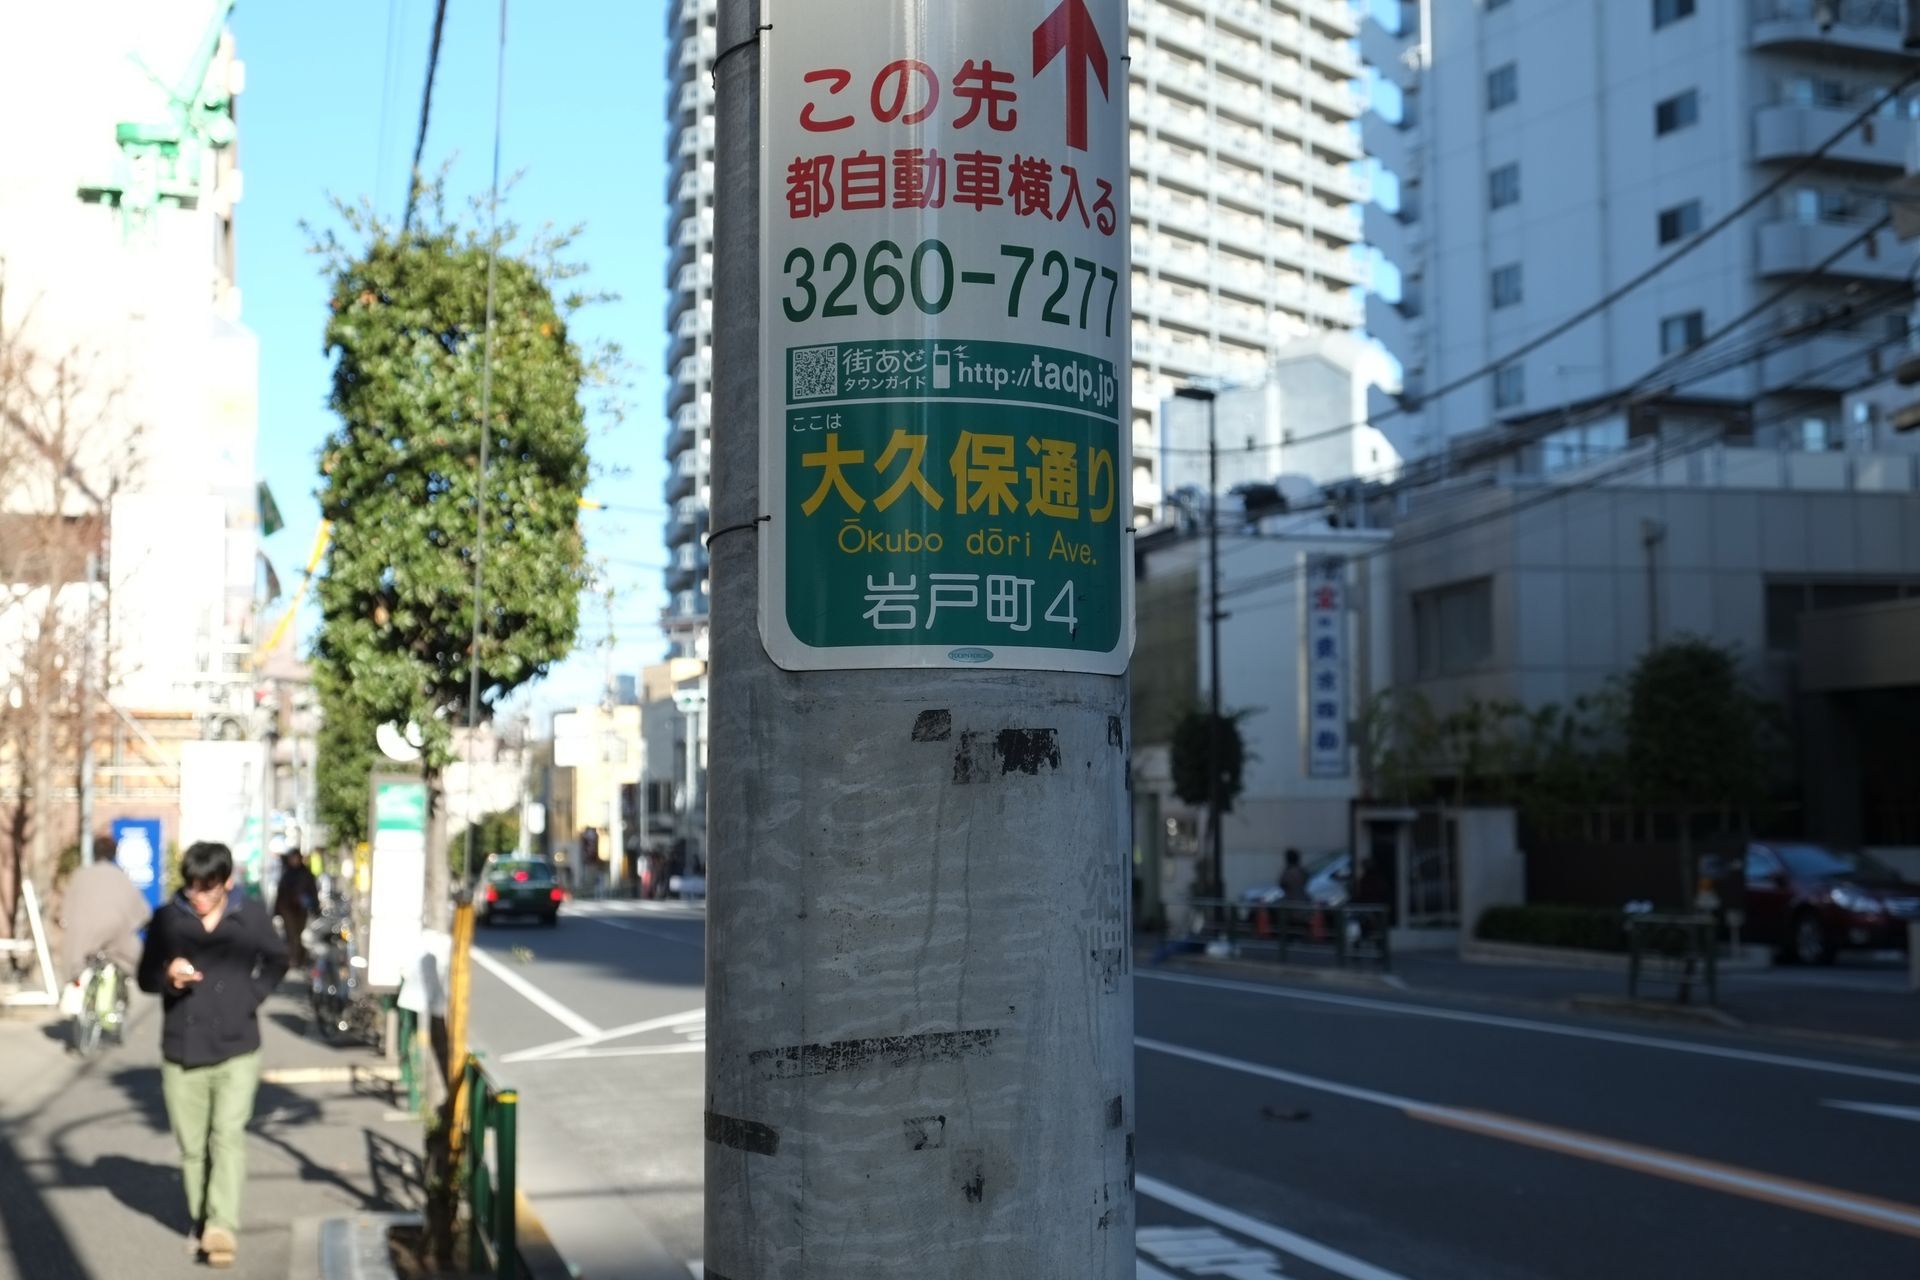 この先
都自動車横入る
3260-7277
街あど
タウンガイド
http://tadp.jp
ここは
大久保通り
Ōkubo dōri Ave.
岩戸町4